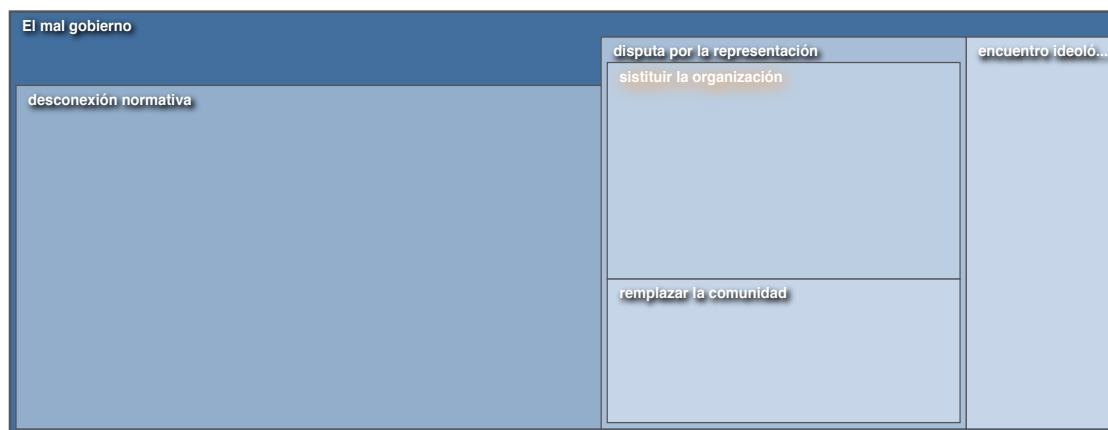 El mal gobierno
disputa por la representación
encuentro ideoló...
sistituir la organización
desconexión normativa
remplazar la comunidad